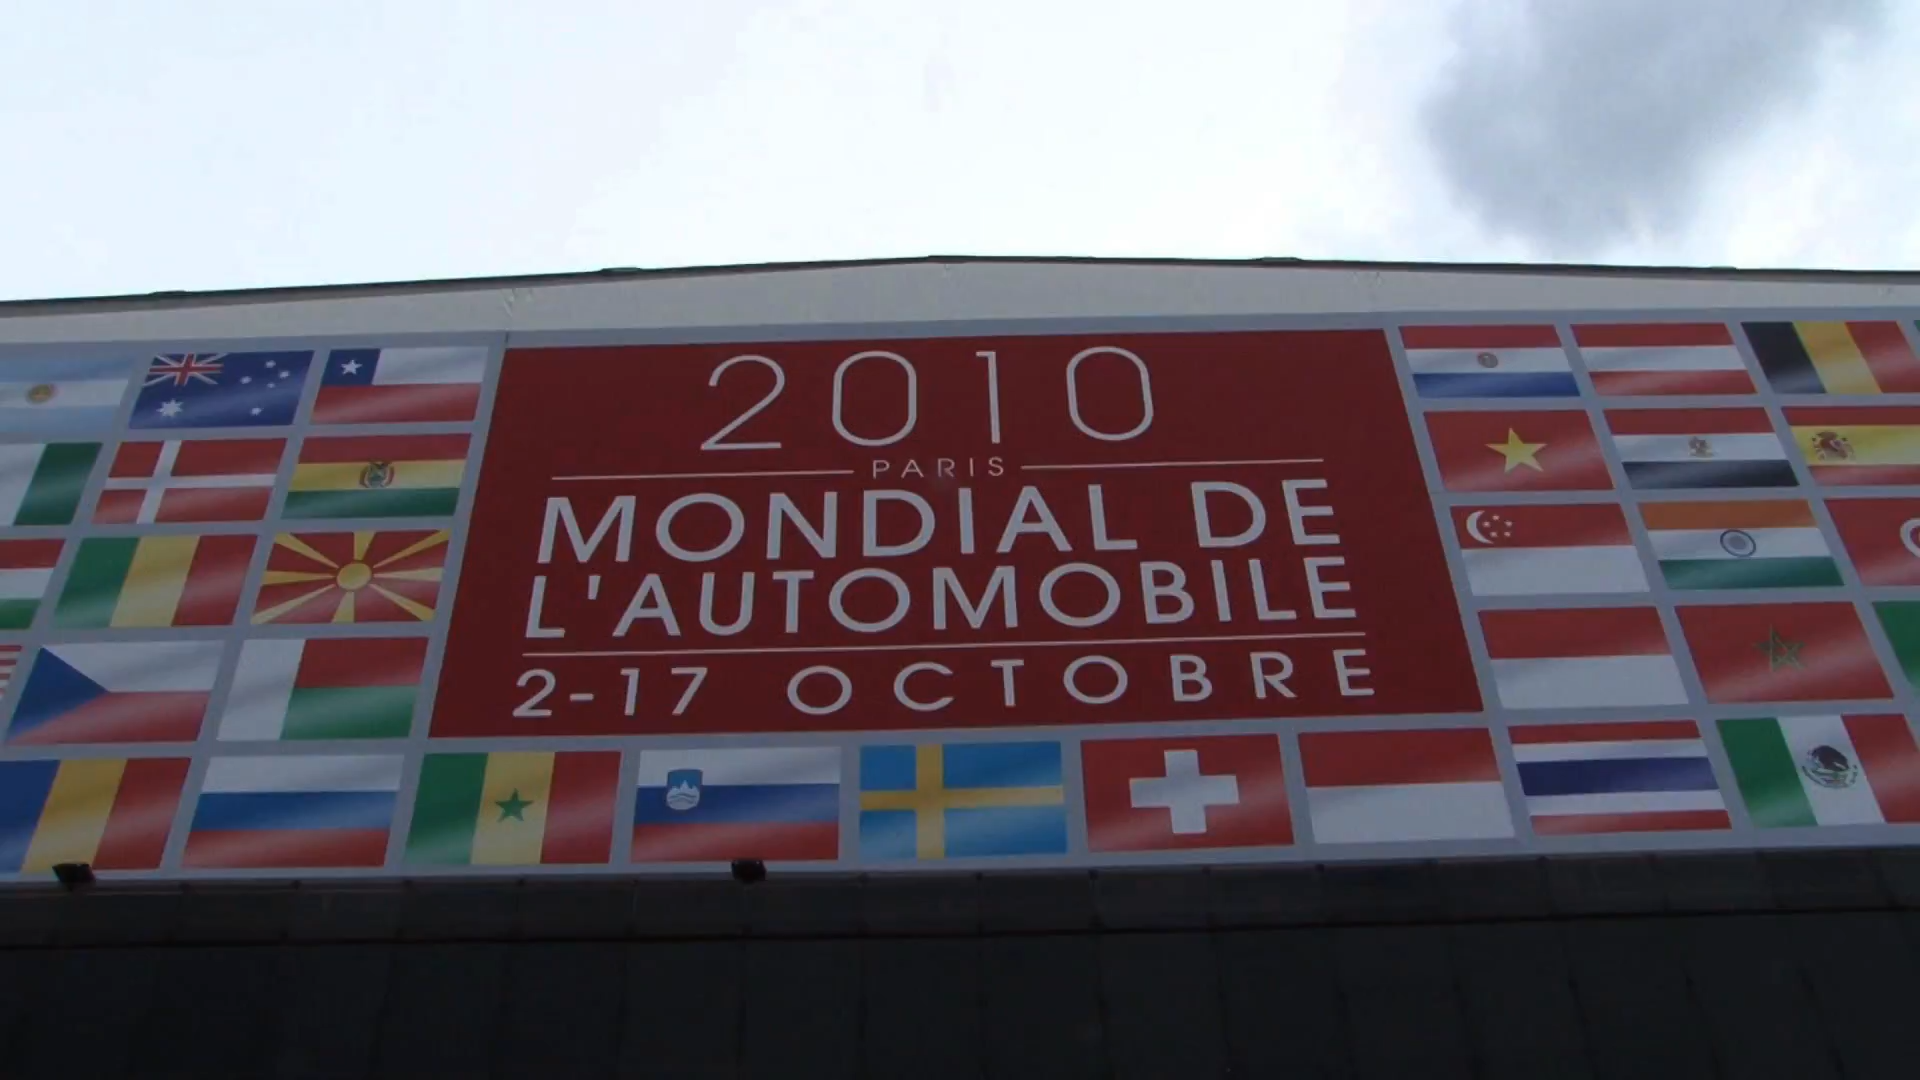 2010
PARIS
MONDIAL DE
L'AUTOMOBILE
2-17 OCTOBRE